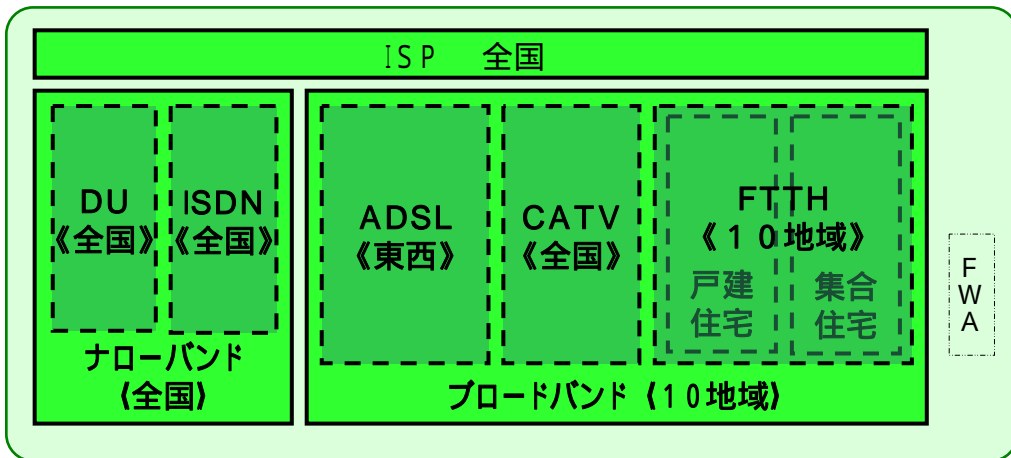 ISP 全国
DU
《全国》
ISDN
《全国》
ナローバンド
《全国》
ADSL
《東西》
CATV
《全国》
FTTH
《10地域》
戸建
住宅
集合
住宅
ブロードバンド《10地域》
F
W
A